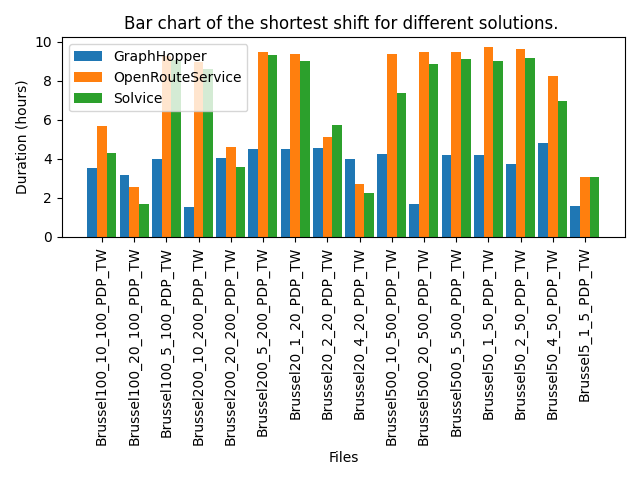 Bar chart of the shortest shift for different solutions.
10
8
6
4
2
0
Duration (hours)
GraphHopper
OpenRouteService
Solvice
Brussel100_10_100_PDP_TW
Brussel100_20_100_PDP_TW
Brussel100_5_100_PDP_TW
Brussel200_10_200_PDP_TW
Brussel200_20_200_PDP_TW
Brussel200_5_200_PDP_TW
Brussel20_1_20_PDP_TW
Brussel20_2_20_PDP_TW
Brussel20_4_20_PDP_TW
Brussel500_10_500_PDP_TW
Brussel500_20_500_PDP_TW
Brussel500_5_500_PDP_TW
Brussel50_1_50_PDP_TW
Brussel50_2_50_PDP_TW
Brussel50_4_50_PDP_TW
Brussel5_1_5_PDP_TW
Files